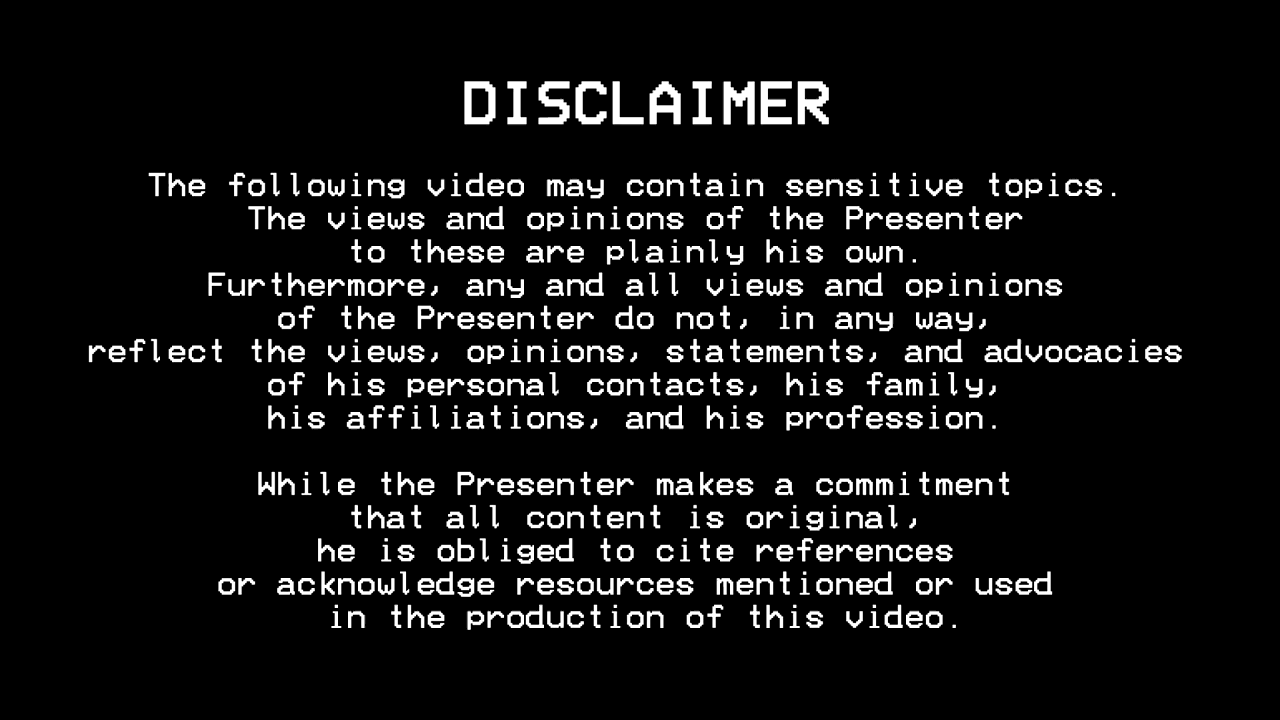 DISCLAIMER
The following video may contain sensitive topics.
The views and opinions of the Presenter
to these are plainly his own.
Furthermore, any and all views and opinions
of the Presenter do not, in any way,
reflect the views, opinions, statements, and advocacies
of his personal contacts, his family,
his affiliations, and his profession.
While the Presenter makes a commitment
that all content is original,
he is obliged to cite references
or acknowledge resources mentioned or used
in the production of this video.